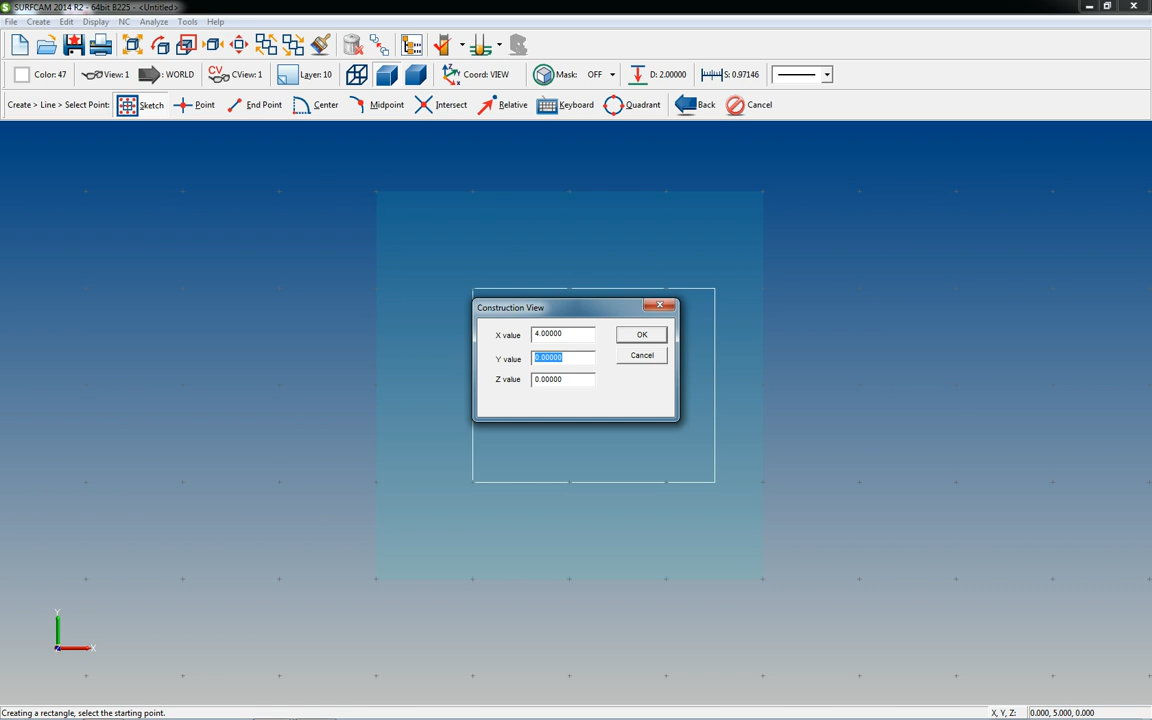 SURFCAM 2014 R2 - 64bit B225 - <Untitled>
File Create Edit Display NC Analyze Tools Help
Color: 47 View: 1 : WORLD CV CView: 1 Layer: 10 Coord: VIEW Mask: OFF D: 2.00000 S: 0.97146
Create > Line > Select Point: Sketch Point End Point Center Midpoint Intersect Relative Keyboard Quadrant Back Cancel
Construction View
X value 4.00000 OK
Y value 0.00000 Cancel
Z value 0.00000
Y
X
Creating a rectangle, select the starting point. X, Y, Z: 0.000, 5.000, 0.000